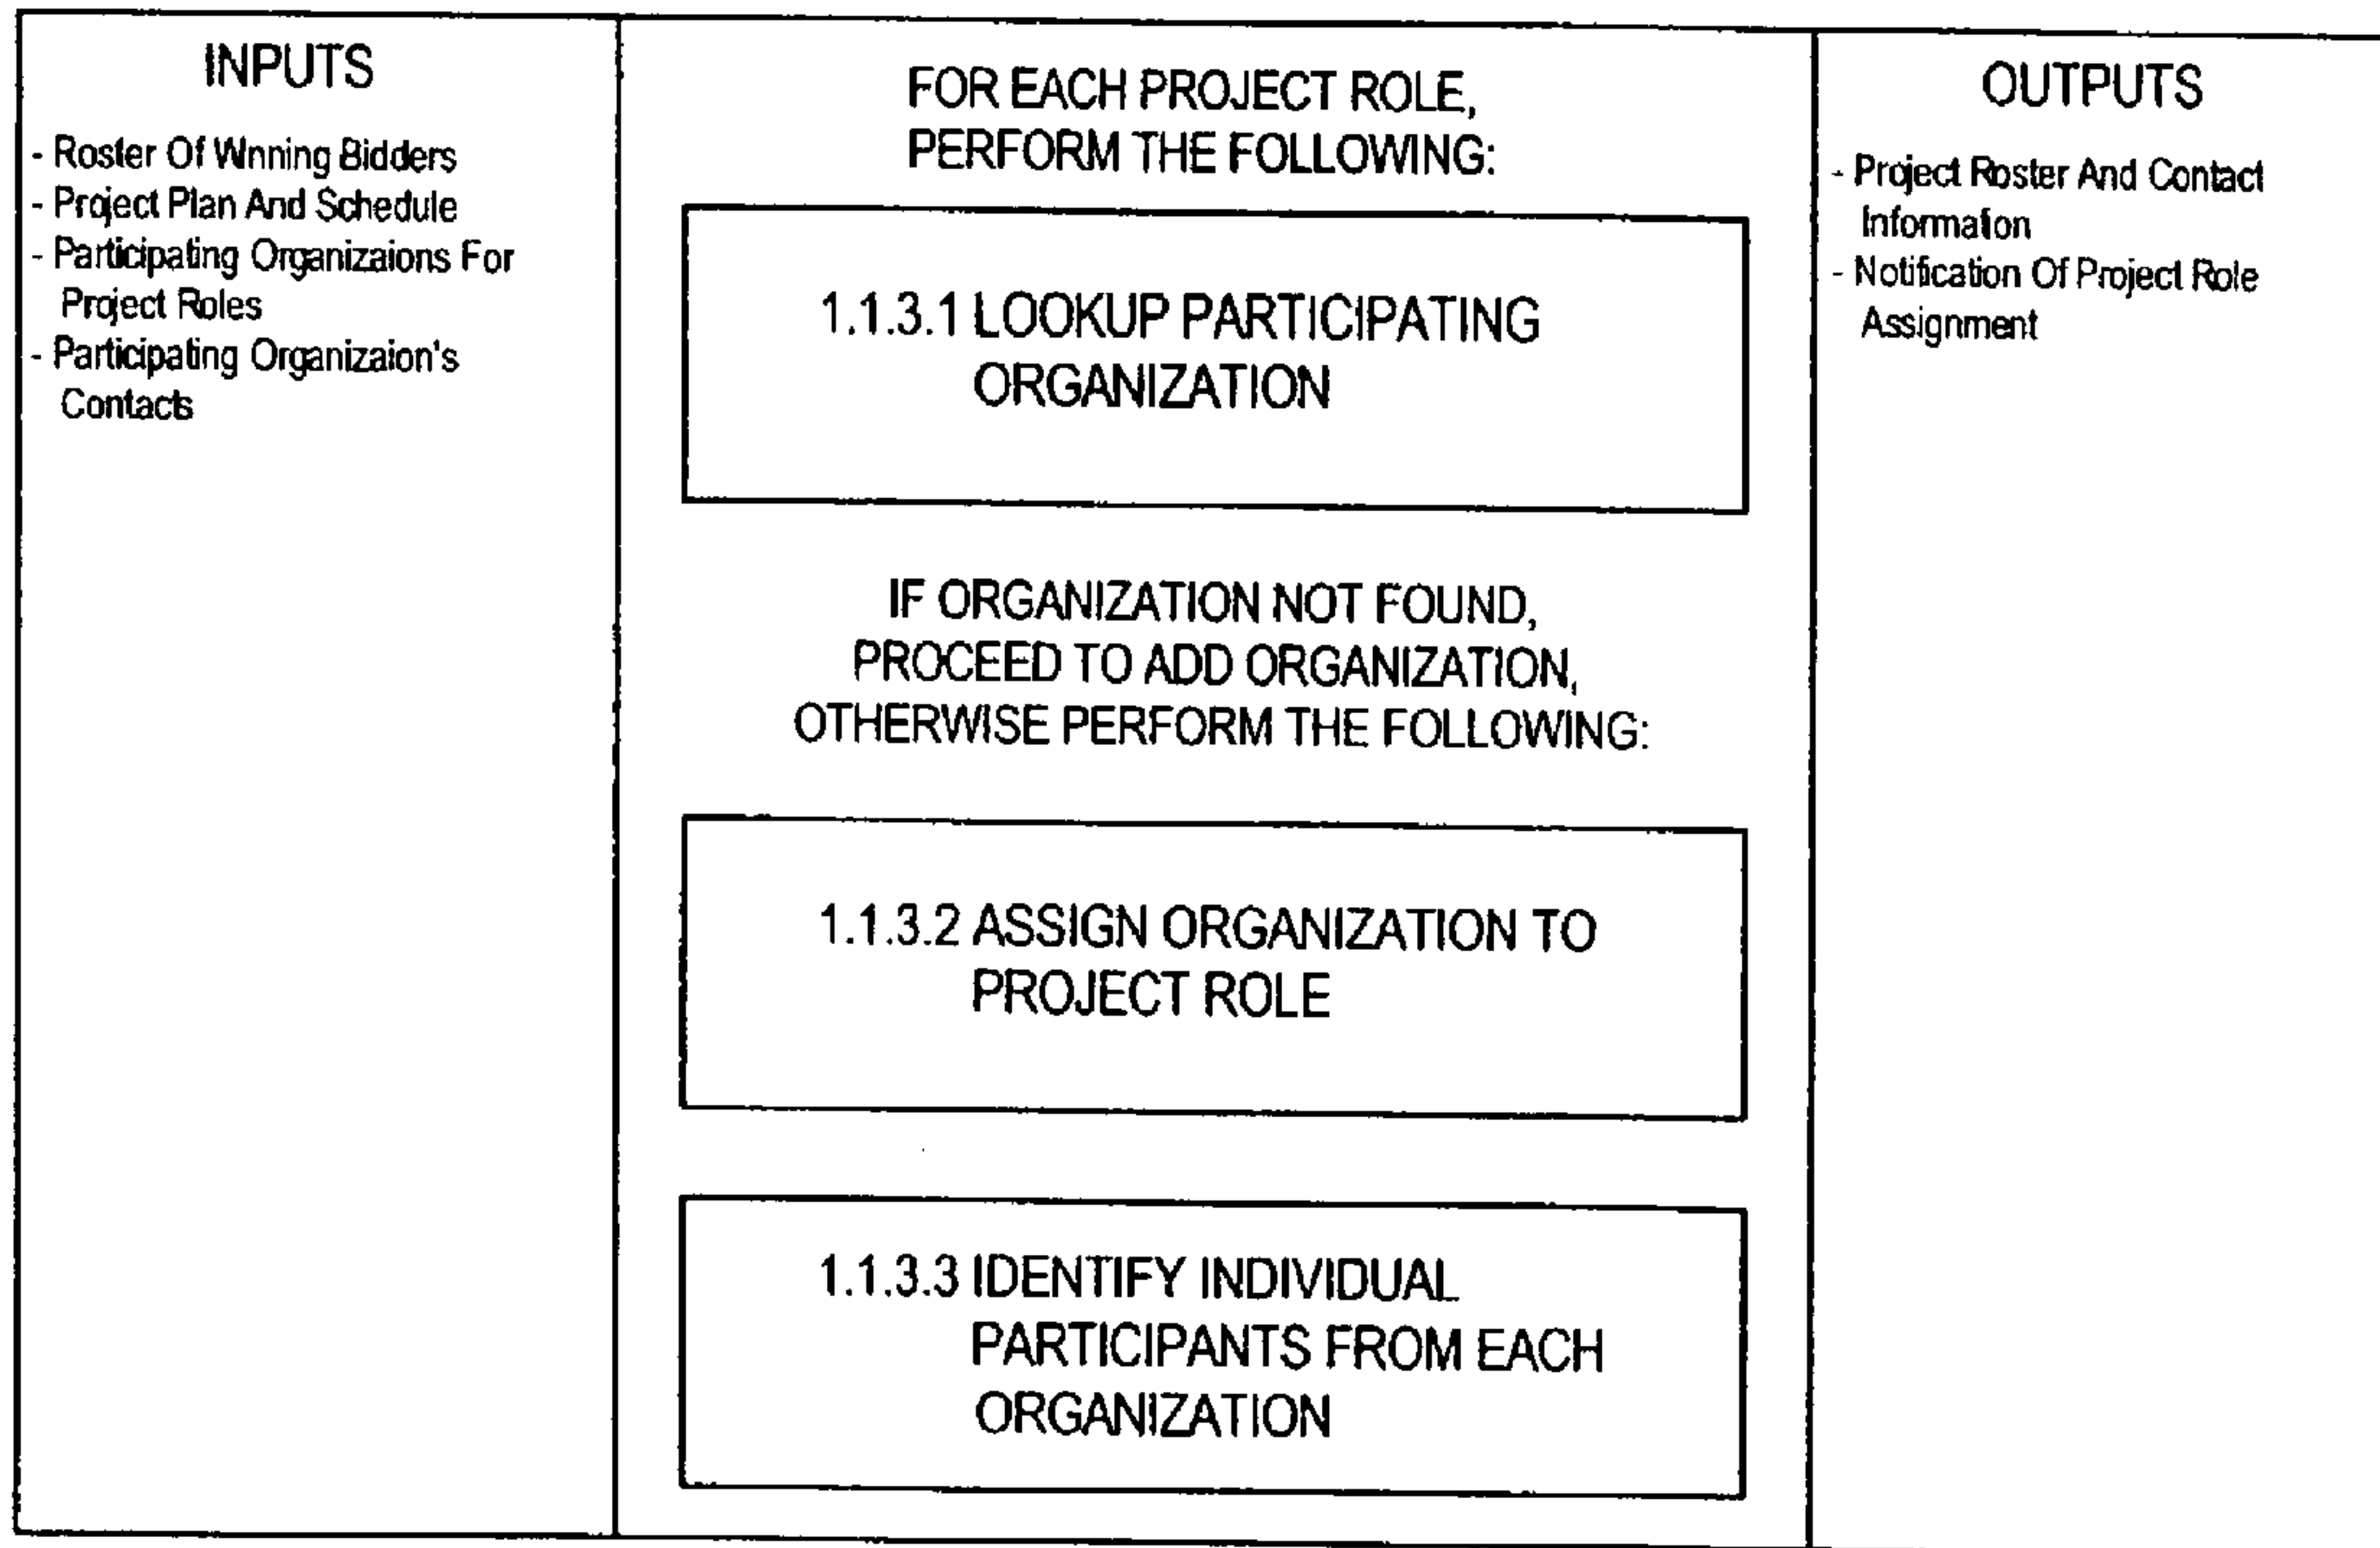 INPUTS
- Roster Of Wnning Bidders
- Project Plan And Schedule
- Participating Organizaions For
Project Roles
- Participating Organizaion's
Contacts
FOR EACH PROJECT ROLE,
PERFORM THE FOLLOWING:
1.1.3.1 LOOKUP PARTICIPATING
ORGANIZATION
IF ORGANIZATION NOT FOUND,
PROCEED TO ADD ORGANIZATION,
OTHERWISE PERFORM THE FOLLOWING:
1.1.3.2 ASSIGN ORGANIZATION TO
PROJECT ROLE
1.1.3.3 IDENTIFY INDIVIDUAL
PARTICIPANTS FROM EACH
ORGANIZATION
OUTPUTS
- Project Roster And Contact
Informaion
- Notification Of Project Role
Assignment